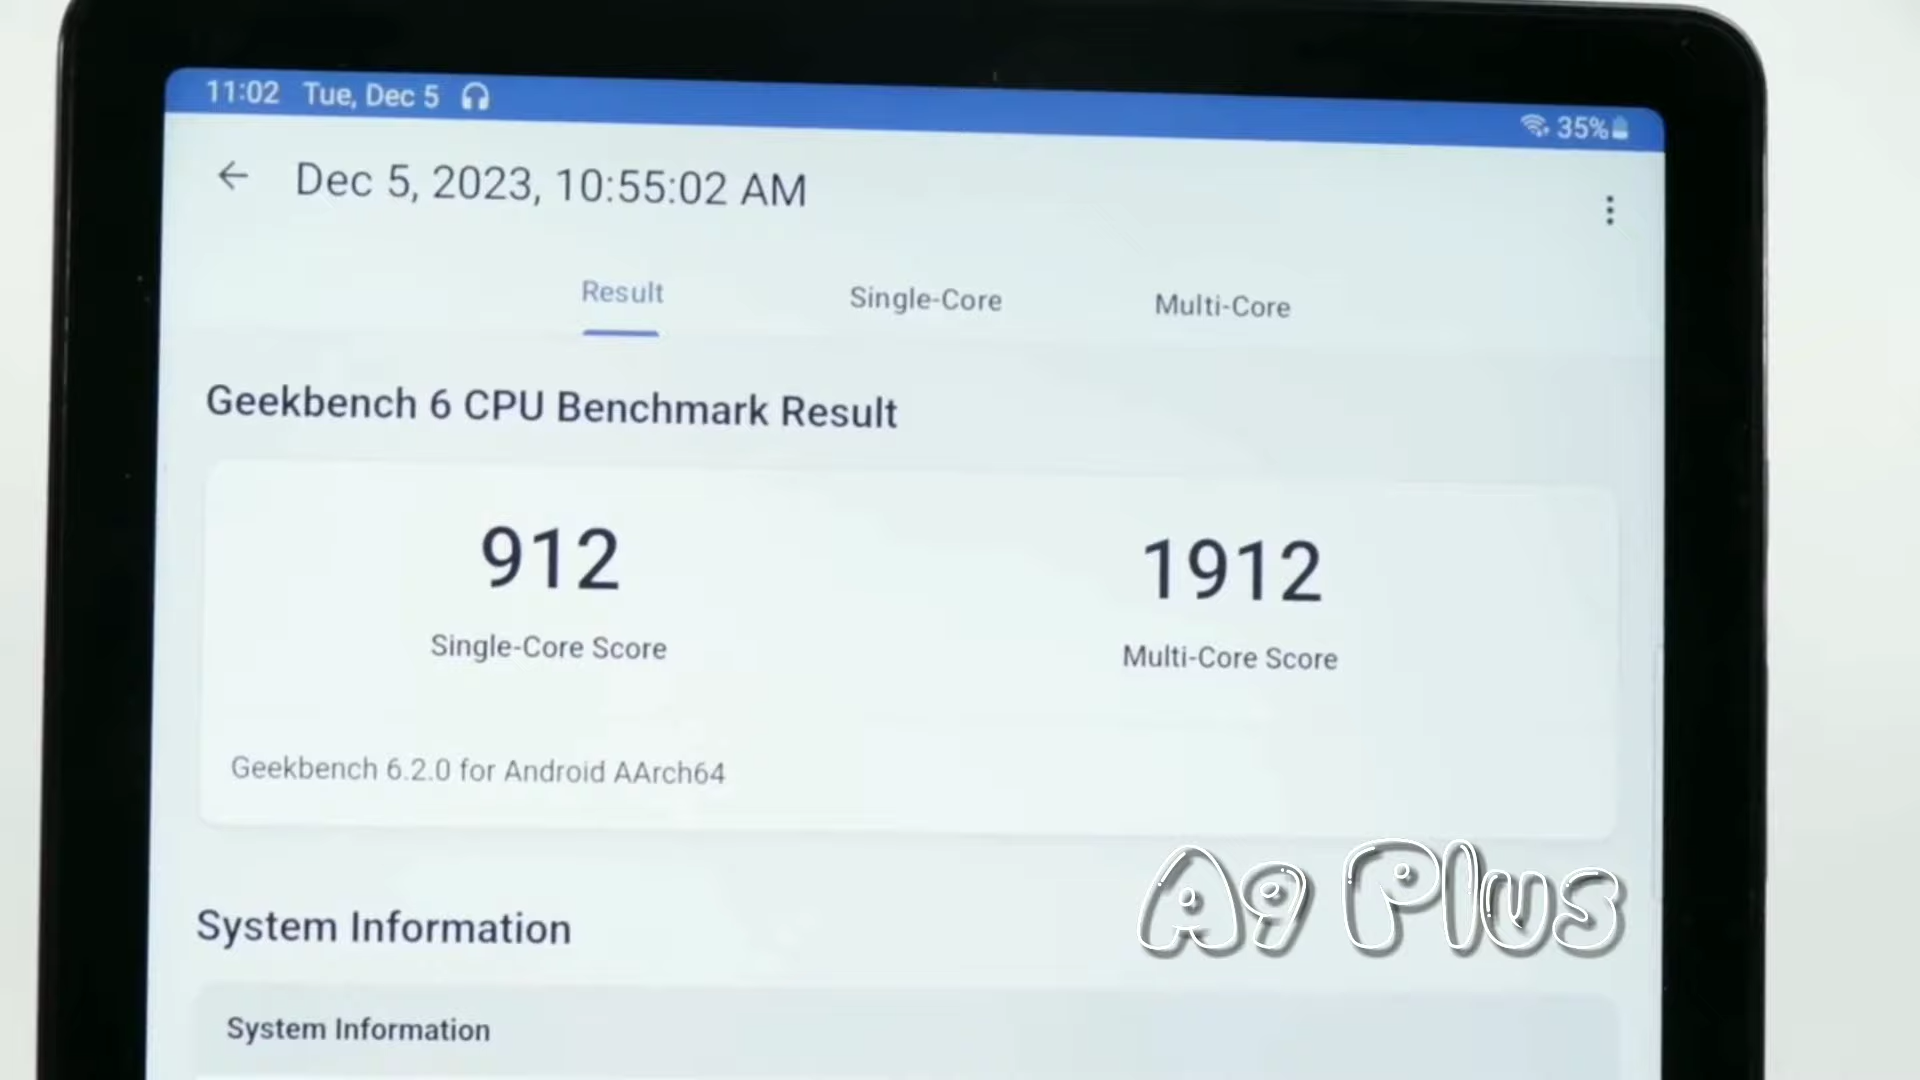 11:02 Tue, Dec 5
35%
Dec 5, 2023, 10:55:02 AM
Result Single-Core Multi-Core
Geekbench 6 CPU Benchmark Result
912 1912
Single-Core Score Multi-Core Score
Geekbench 6.2.0 for Android AArch64
A9 Plus
System Information
System Information